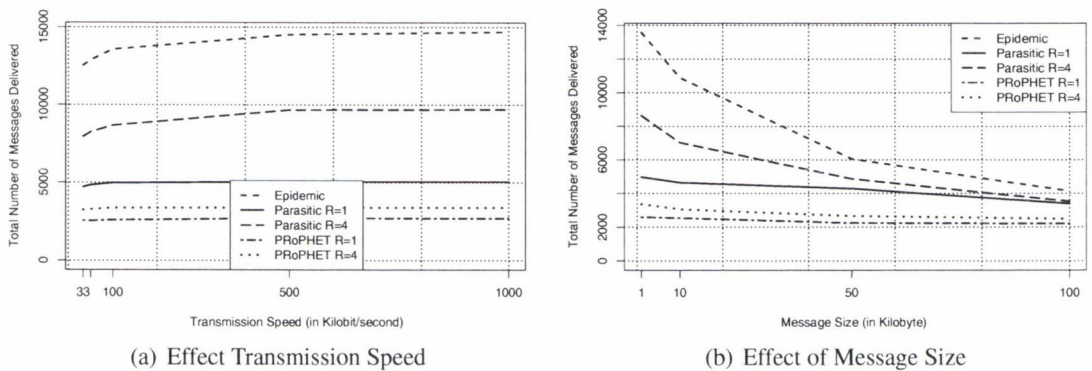 Total Number of Messages Delivered
15000
10000
5000
0
33 100 500 1000
Transmission Speed (in Kilobit/second)
Epidemic
Parasitic R=1
Parasitic R=4
PRoPHET R=1
PRoPHET R=4
(a) Effect Transmission Speed
Total Number of Messages Delivered
14000
10000
6000
2000
0
1 10 50 100
Message Size (in Kilobyte)
Epidemic
Parasitic R=1
Parasitic R=4
PRoPHET R=1
PRoPHET R=4
(b) Effect of Message Size